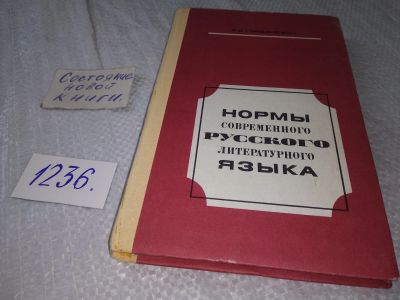 Состояние
новой
книги.
1236.
НОРМЫ
СОВРЕМЕННОГО
РУССКОГО
ЛИТЕРАТУРНОГО
ЯЗЫКА